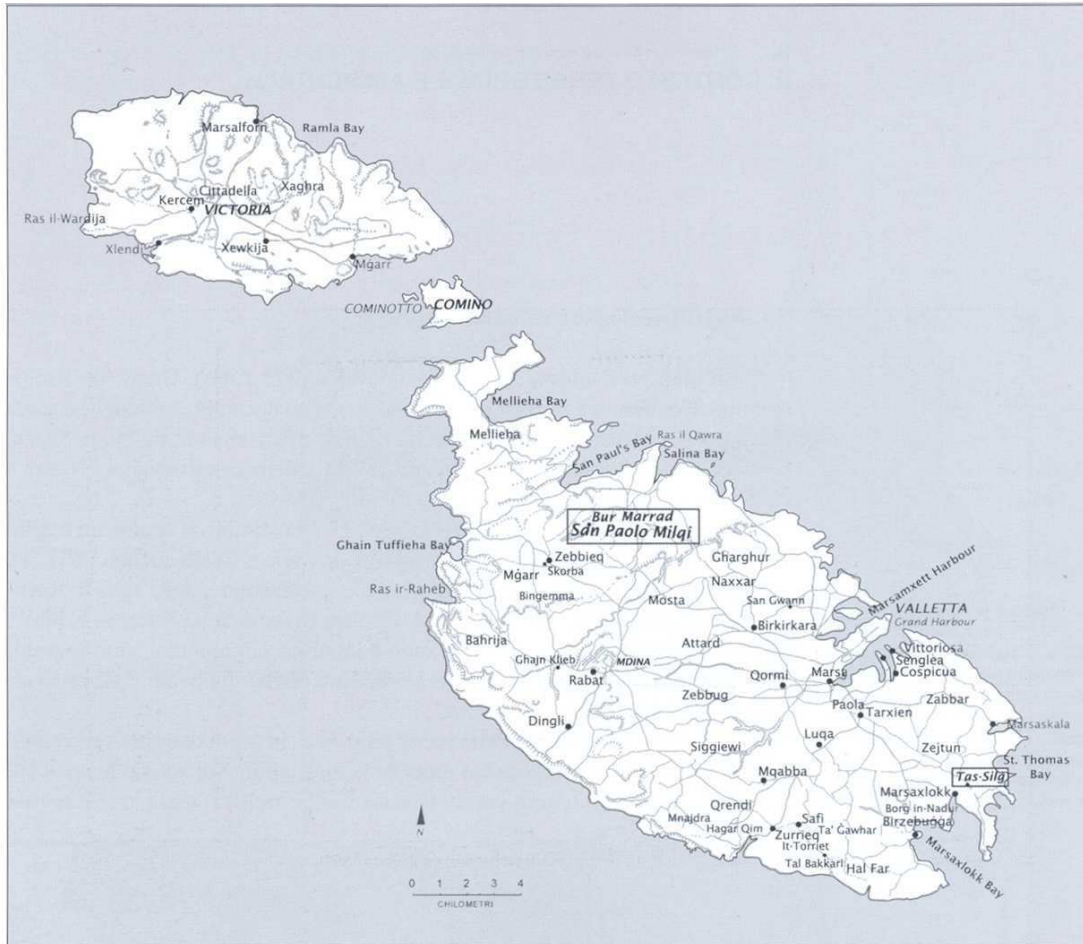 Marsalforn
Ramla Bay
Cittadella
Xaghra
Kercem
VICTORIA
Ras il-Wardija
Xlendi
Xewkija
Mġarr
COMINOTTO
COMINO
Mellieha Bay
Mellieha
San Paul's Bay
Ras il Qawra
Salina Bay
Bur Marrad
San Paolo Milqi
Ghain Tuffieha Bay
Zebbieq
Skorba
Mġarr
Bingemma
Gharghur
Naxxar
Marsamxett Harbour
Ras ir-Raheb
Mosta
San Gwann
VALLETTA
Grand Harbour
Birkirkara
Bahrija
Attard
Vittoriosa
Senglea
Cospicua
Ghajn Klieb
MDINA
Rabat
Qormi
Marsa
Zebbug
Zabbar
Paola
Tarxien
Marsaskala
Dingli
Siggiewi
Luqa
Zejtun
St. Thomas
Bay
Tas-Silġ
Mqabba
Marsaxlokk
Qrendi
Borg in-Nadur
Mnajdra
Safi
Birzebugġa
Hagar Qim
Zurrieq
Ta' Gawhar
It-Torriet
Tal Bakkari
Hal Far
Marsaxlokk Bay
N
0 1 2 3 4
CHILOMETRI